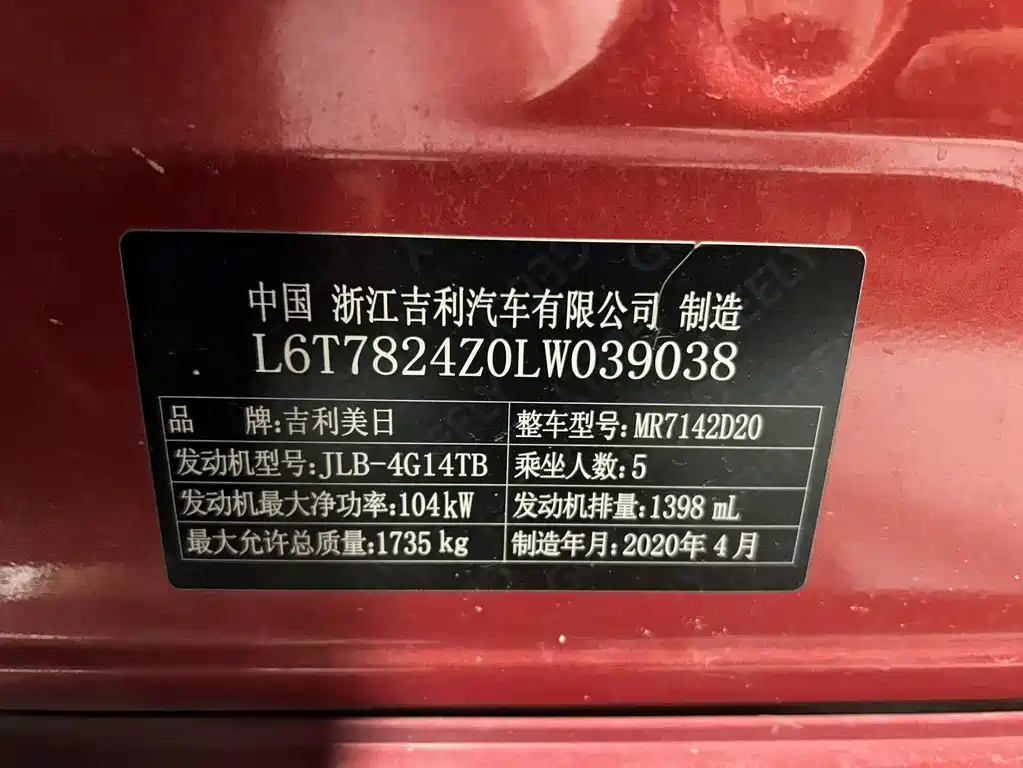 中国 浙江吉利汽车有限公司 制造
L6T7824Z0LW039038
品 牌:吉利美日 整车型号:MR7142D20
发动机型号:JLB-4G14TB 乘坐人数:5
发动机最大净功率:104kW 发动机排量:1398 mL
最大允许总质量:1735kg 制造年月:2020年4月